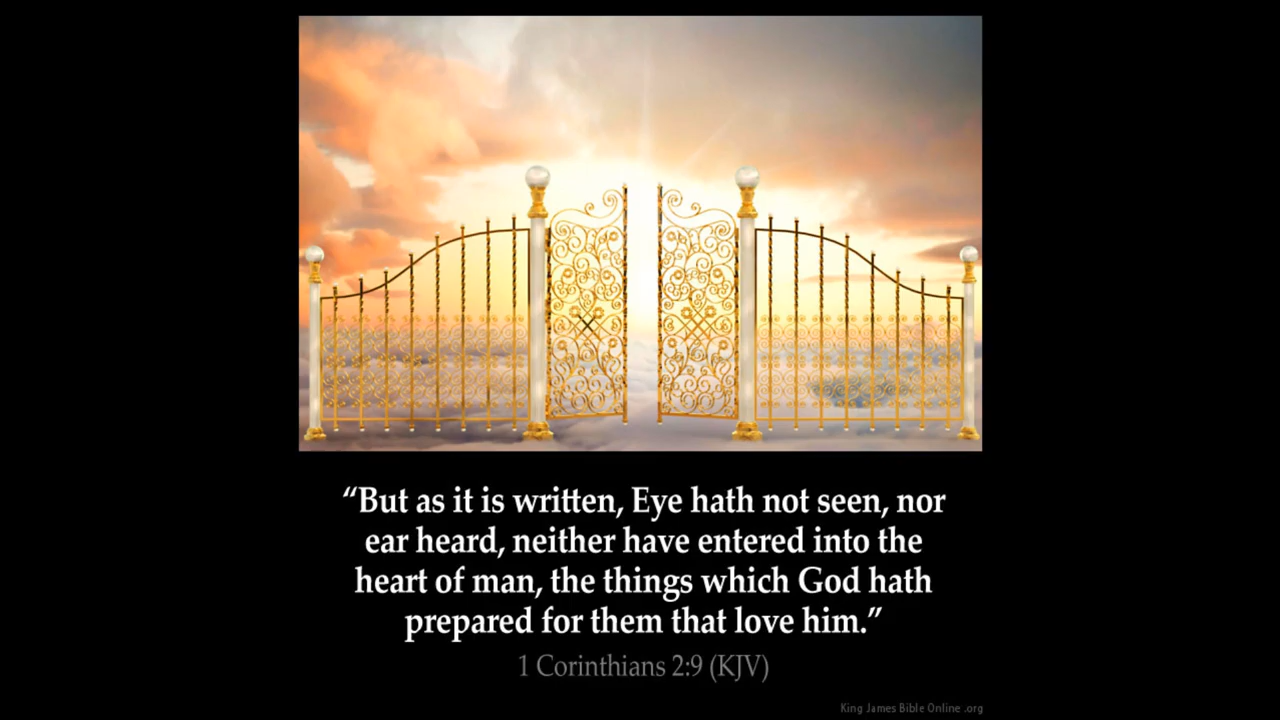 “But as it is written, Eye hath not seen, nor
ear heard, neither have entered into the
heart of man, the things which God hath
prepared for them that love him.”
1 Corinthians 2:9 (KJV)
King James Bible Online .org